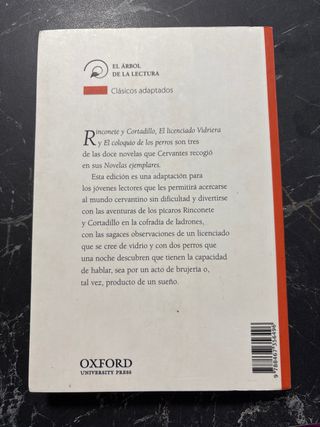 EL ÁRBOL
DE LA LECTURA
Clásicos adaptados
Rinconete y Cortadillo, El licenciado Vidriera
y El coloquio de los perros son tres
de las doce novelas que Cervantes recogió
en sus Novelas ejemplares.
Esta edición es una adaptación para
los jóvenes lectores que les permitirá acercarse
al mundo cervantino sin dificultad y divertirse
con las aventuras de los pícaros Rinconete
y Cortadillo en la cofradía de ladrones,
con las sagaces observaciones de un licenciado
que se cree de vidrio y con dos perros que
una noche descubren que tienen la capacidad
de hablar, sea por un acto de brujería o,
tal vez, producto de un sueño.
OXFORD
UNIVERSITY PRESS
9788467356496